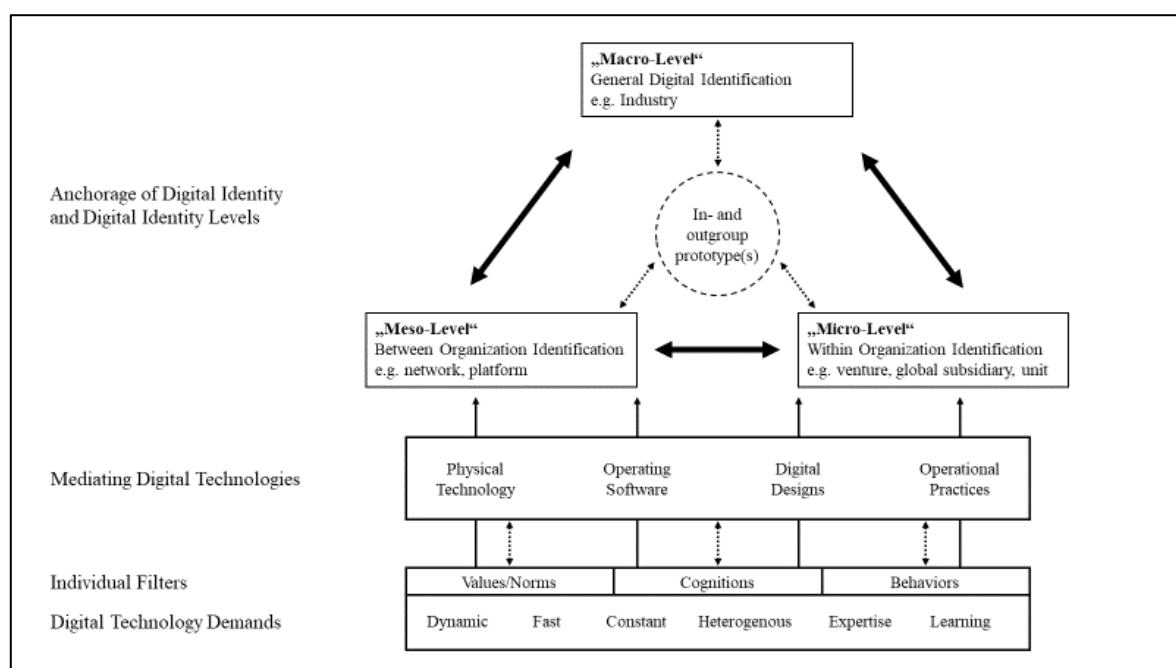 „Macro-Level“
General Digital Identification
e.g. Industry
Anchorage of Digital Identity
and Digital Identity Levels
In- and
outgroup
prototype(s)
„Meso-Level“
Between Organization Identification
e.g. network, platform
„Micro-Level“
Within Organization Identification
e.g. venture, global subsidiary, unit
Mediating Digital Technologies
Physical
Technology
Operating
Software
Digital
Designs
Operational
Practices
Individual Filters
Values/Norms
Cognitions
Behaviors
Digital Technology Demands
Dynamic
Fast
Constant
Heterogenous
Expertise
Learning